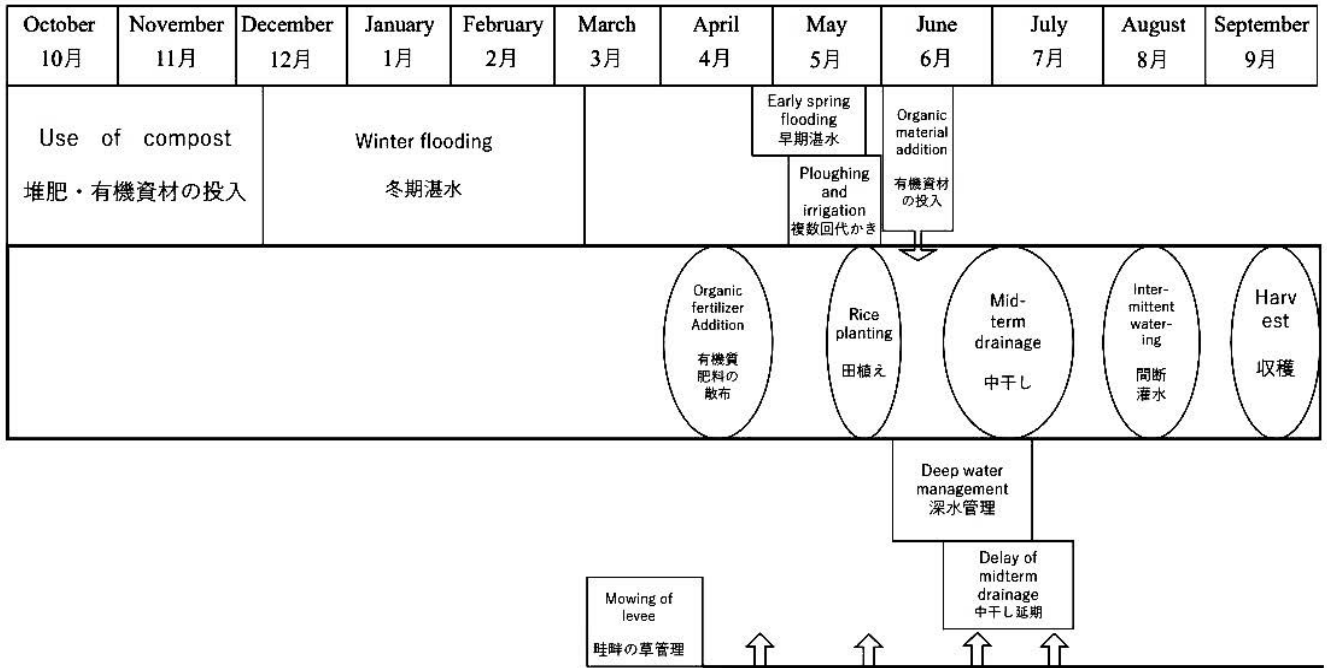 October
10月
November
11月
December
12月
January
1月
February
2月
March
3月
April
4月
May
5月
June
6月
July
7月
August
8月
September
9月
Use of compost
堆肥・有機資材の投入
Winter flooding
冬期湛水
Early spring
flooding
早期湛水
Ploughing
and
irrigation
複数回代かき
Organic
material
addition
有機資材
の投入
Organic
fertilizer
Addition
有機質
肥料の
散布
Rice
planting
田植え
Mid-
term
drainage
中干し
Inter-
mittent
water-
ing
間断
灌水
Harv
est
収穫
Deep water
management
深水管理
Delay of
midterm
drainage
中干し延期
Mowing of
levee
畦畔の草管理